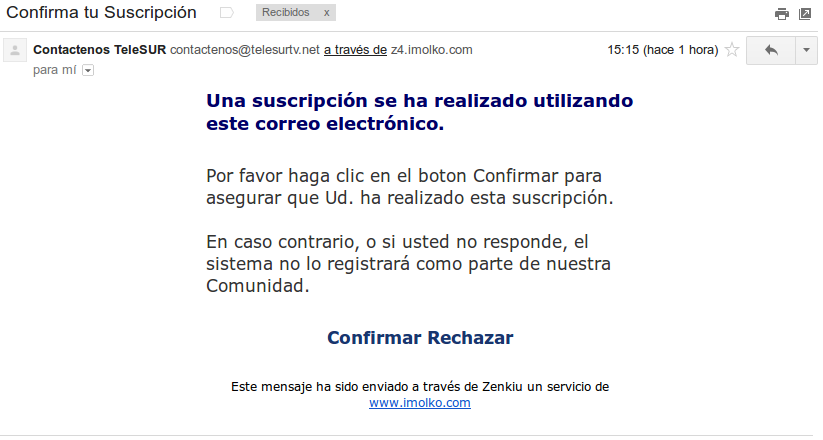 Confirma tu Suscripción Recibidos x
Contactenos TeleSUR contactenos@telesurtv.net a través de z4.imolko.com 15:15 (hace 1 hora)
para mí
Una suscripción se ha realizado utilizando
este correo electrónico.
Por favor haga clic en el boton Confirmar para
asegurar que Ud. ha realizado esta suscripción.
En caso contrario, o si usted no responde, el
sistema no lo registrará como parte de nuestra
Comunidad.
Confirmar Rechazar
Este mensaje ha sido enviado a través de Zenkiu un servicio de
www.imolko.com